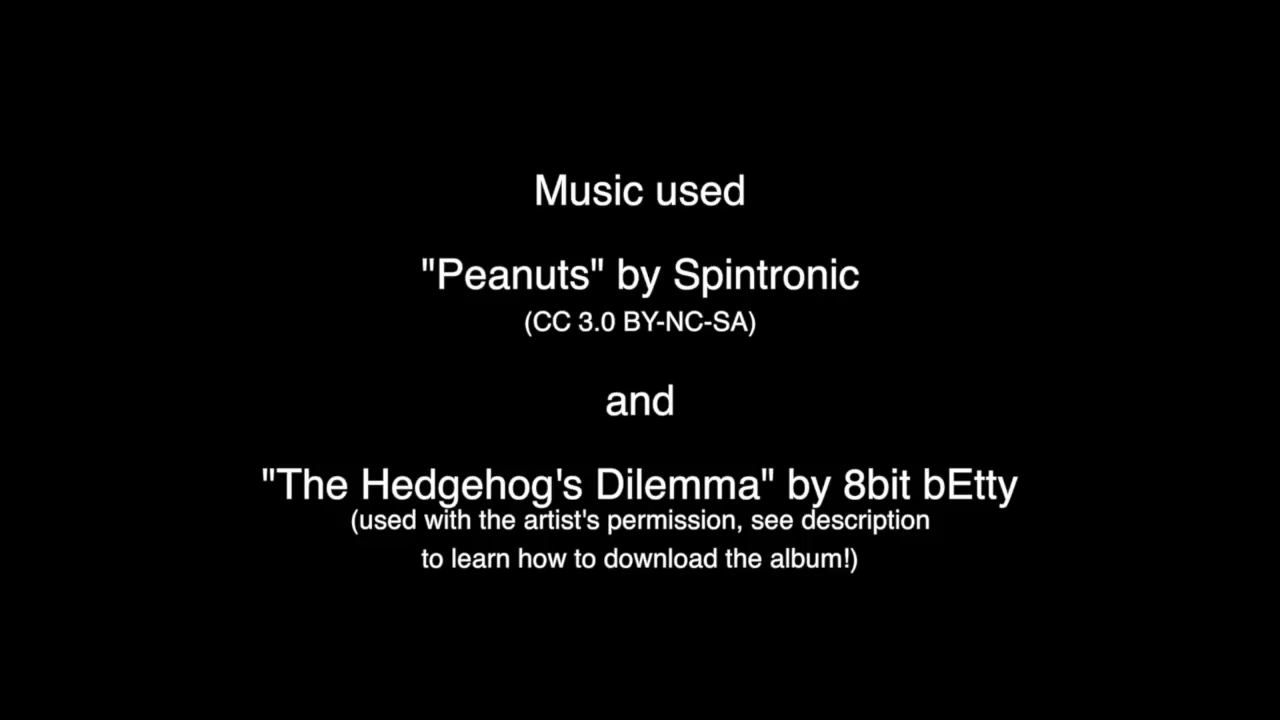 Music used
"Peanuts" by Spintronic
(CC 3.0 BY-NC-SA)
and
"The Hedgehog's Dilemma" by 8bit bEtty
(used with the artist's permission, see description
to learn how to download the album!)